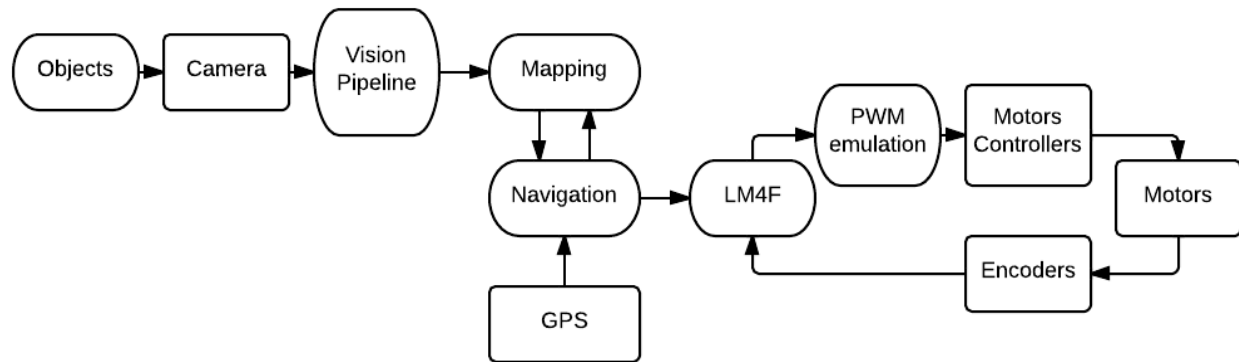 Objects
Camera
Vision
Pipeline
Mapping
PWM
emulation
Motors
Controllers
Navigation
LM4F
Motors
Encoders
GPS